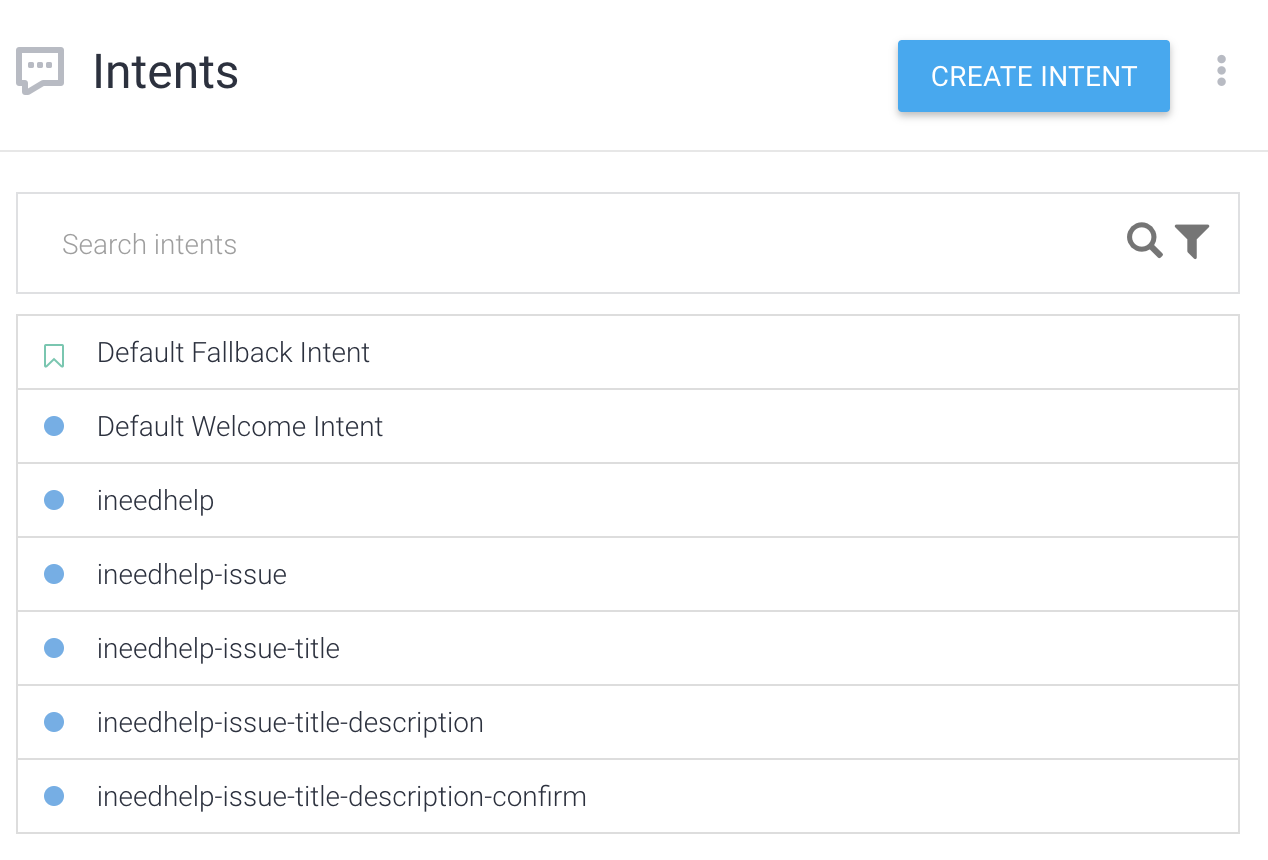 Intents
CREATE INTENT
Search intents
Default Fallback Intent
Default Welcome Intent
ineedhelp
ineedhelp-issue
ineedhelp-issue-title
ineedhelp-issue-title-description
ineedhelp-issue-title-description-confirm